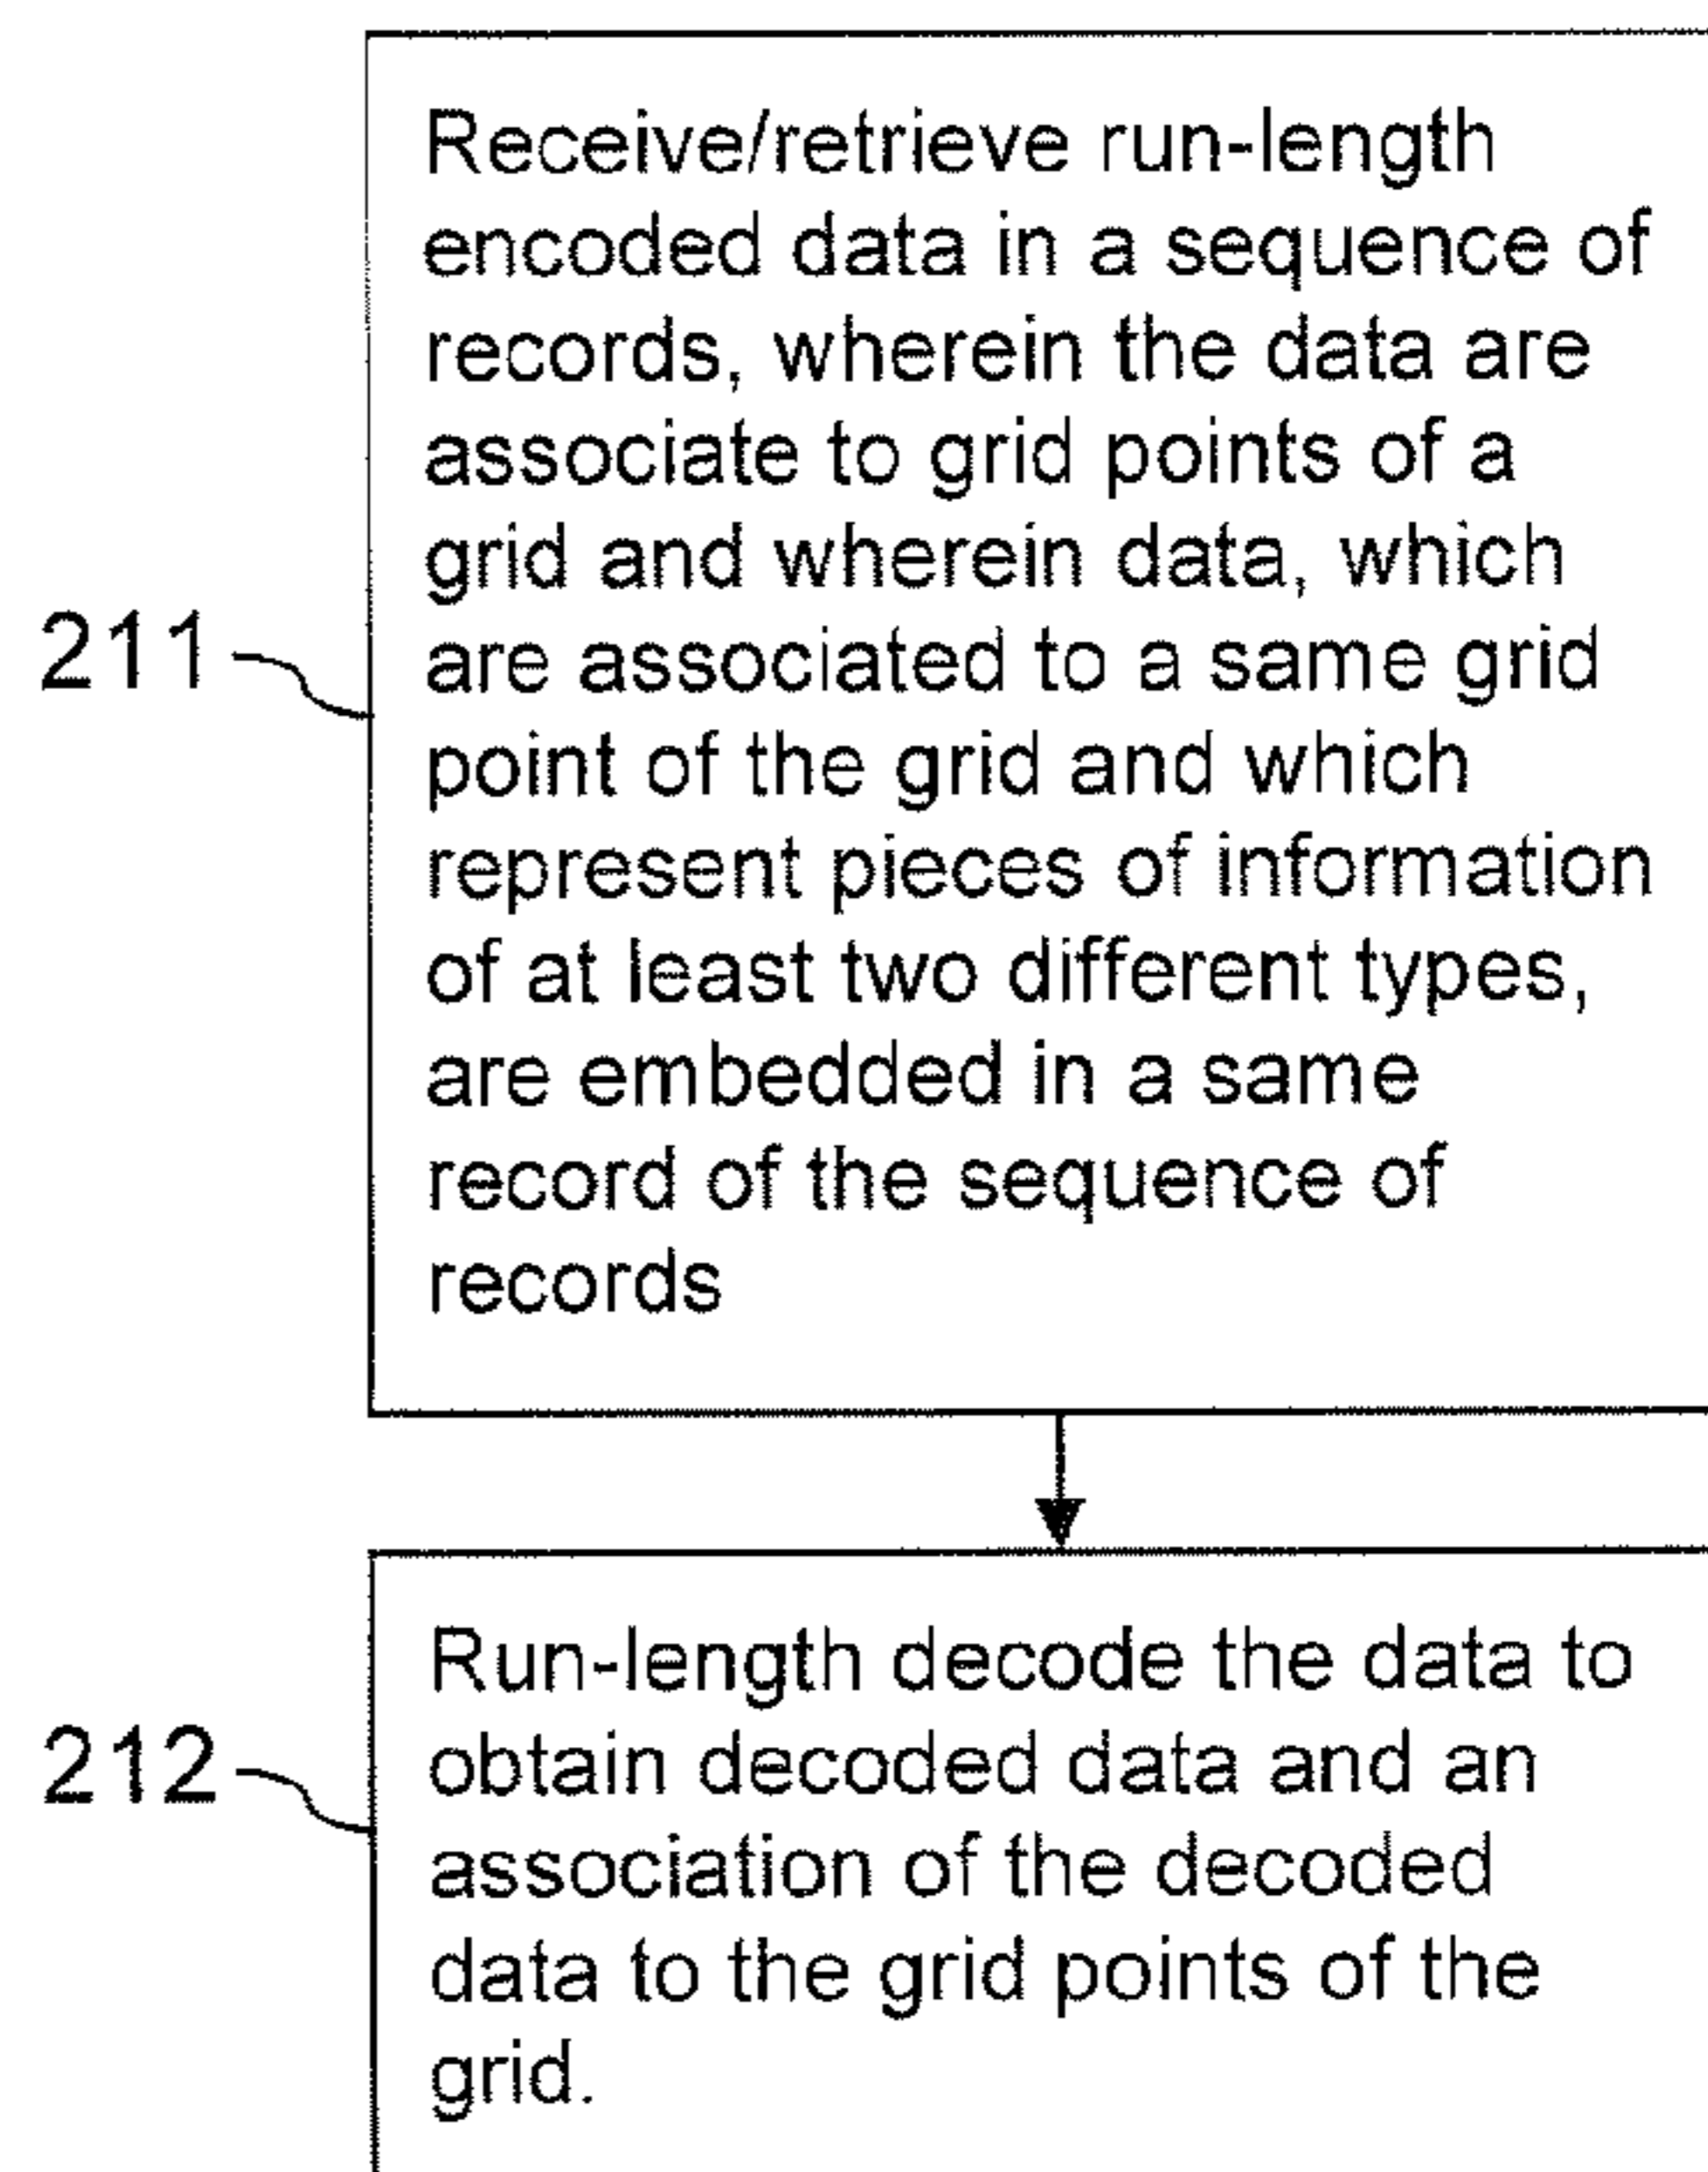 Receive/retrieve run-length
encoded data in a sequence of
records, wherein the data are
associate to grid points of a
grid and wherein data, which
211
are associated to a same grid
point of the grid and which
represent pieces of information
of at least two different types,
are embedded in a same
record of the sequence of
records
Run-length decode the data to
212
obtain decoded data and an
association of the decoded
data to the grid points of the
grid.